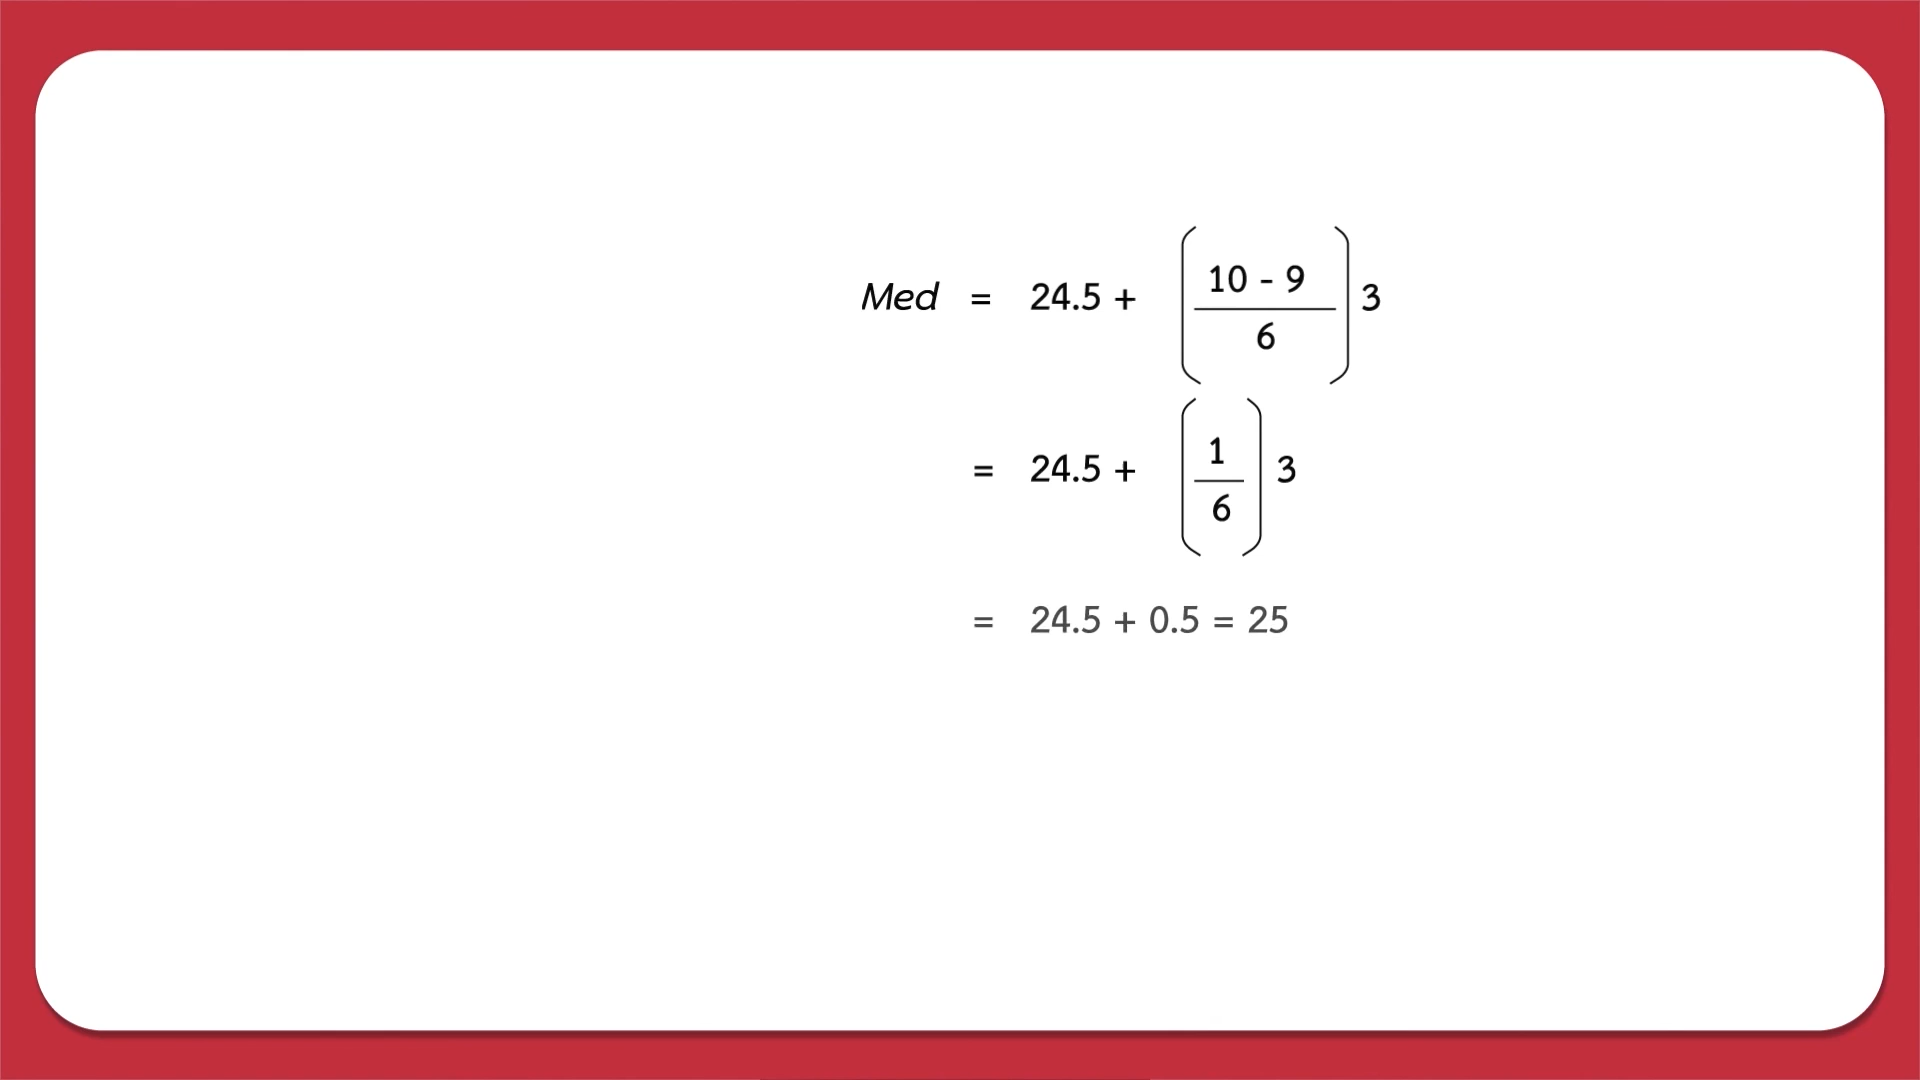 Med = 24.5 + (10 - 9 / 6) 3
= 24.5 + (1 / 6) 3
= 24.5 + 0.5 = 25